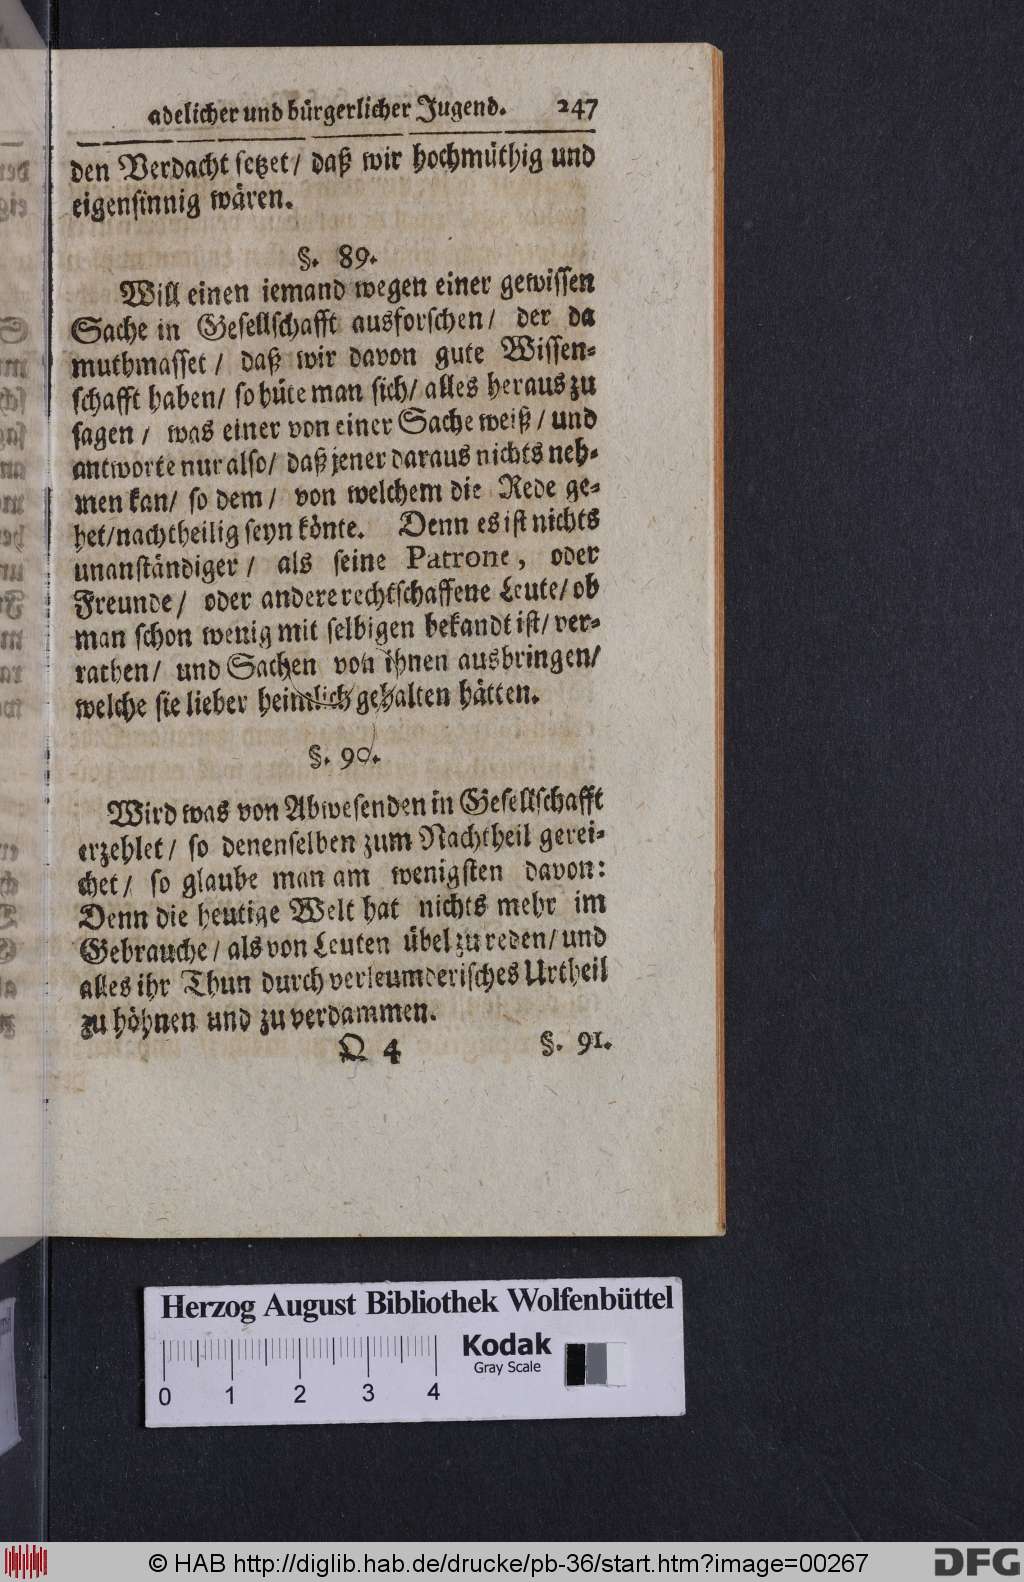 adelicher und bürgerlicher Jugend. 247
den Verdacht setzet/ daß wir hochmüthig und
eigensinnig wären.
§. 89.
Will einen iemand wegen einer gewissen
Sache in Gesellschafft ausforschen/ der da
muthmasset/ daß wir davon gute Wissen-
schafft haben/ so hüte man sich/ alles heraus zu
sagen/ was einer von einer Sache weiß/ und
antworte nur also/ daß jener daraus nichts neh-
men kan/ so dem/ von welchem die Rede ge-
het/ nachtheilig seyn könte. Denn es ist nichts
unanständiger/ als seine Patrone, oder
Freunde/ oder andere rechtschaffene Leute/ ob
man schon wenig mit selbigen bekandt ist/ ver-
rathen/ und Sachen von ihnen ausbringen/
welche sie lieber heimlich gehalten hätten.
§. 90.
Wird was von Abwesenden in Gesellschafft
erzehlet/ so denenselben zum Nachtheil gerei-
chet/ so glaube man am wenigsten davon:
Denn die heutige Welt hat nichts mehr im
Gebrauche/ als von Leuten übel zu reden/ und
alles ihr Thun durch verleumderisches Urtheil
zu höhnen und zu verdammen.
Q 4 §. 91.
Herzog August Bibliothek Wolfenbüttel
Kodak
Gray Scale
0 1 2 3 4
© HAB http://diglib.hab.de/drucke/pb-36/start.htm?image=00267
DFG